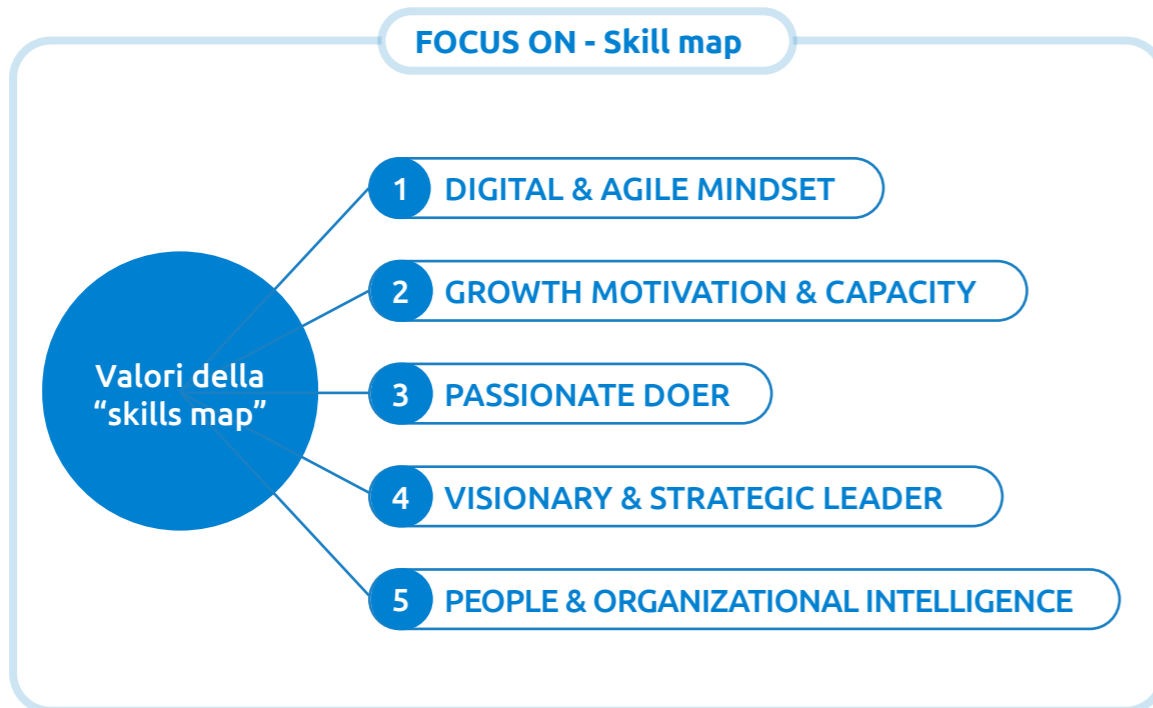 FOCUS ON - Skill map
1 DIGITAL & AGILE MINDSET
2 GROWTH MOTIVATION & CAPACITY
Valori della
“skills map”
3 PASSIONATE DOER
4 VISIONARY & STRATEGIC LEADER
5 PEOPLE & ORGANIZATIONAL INTELLIGENCE